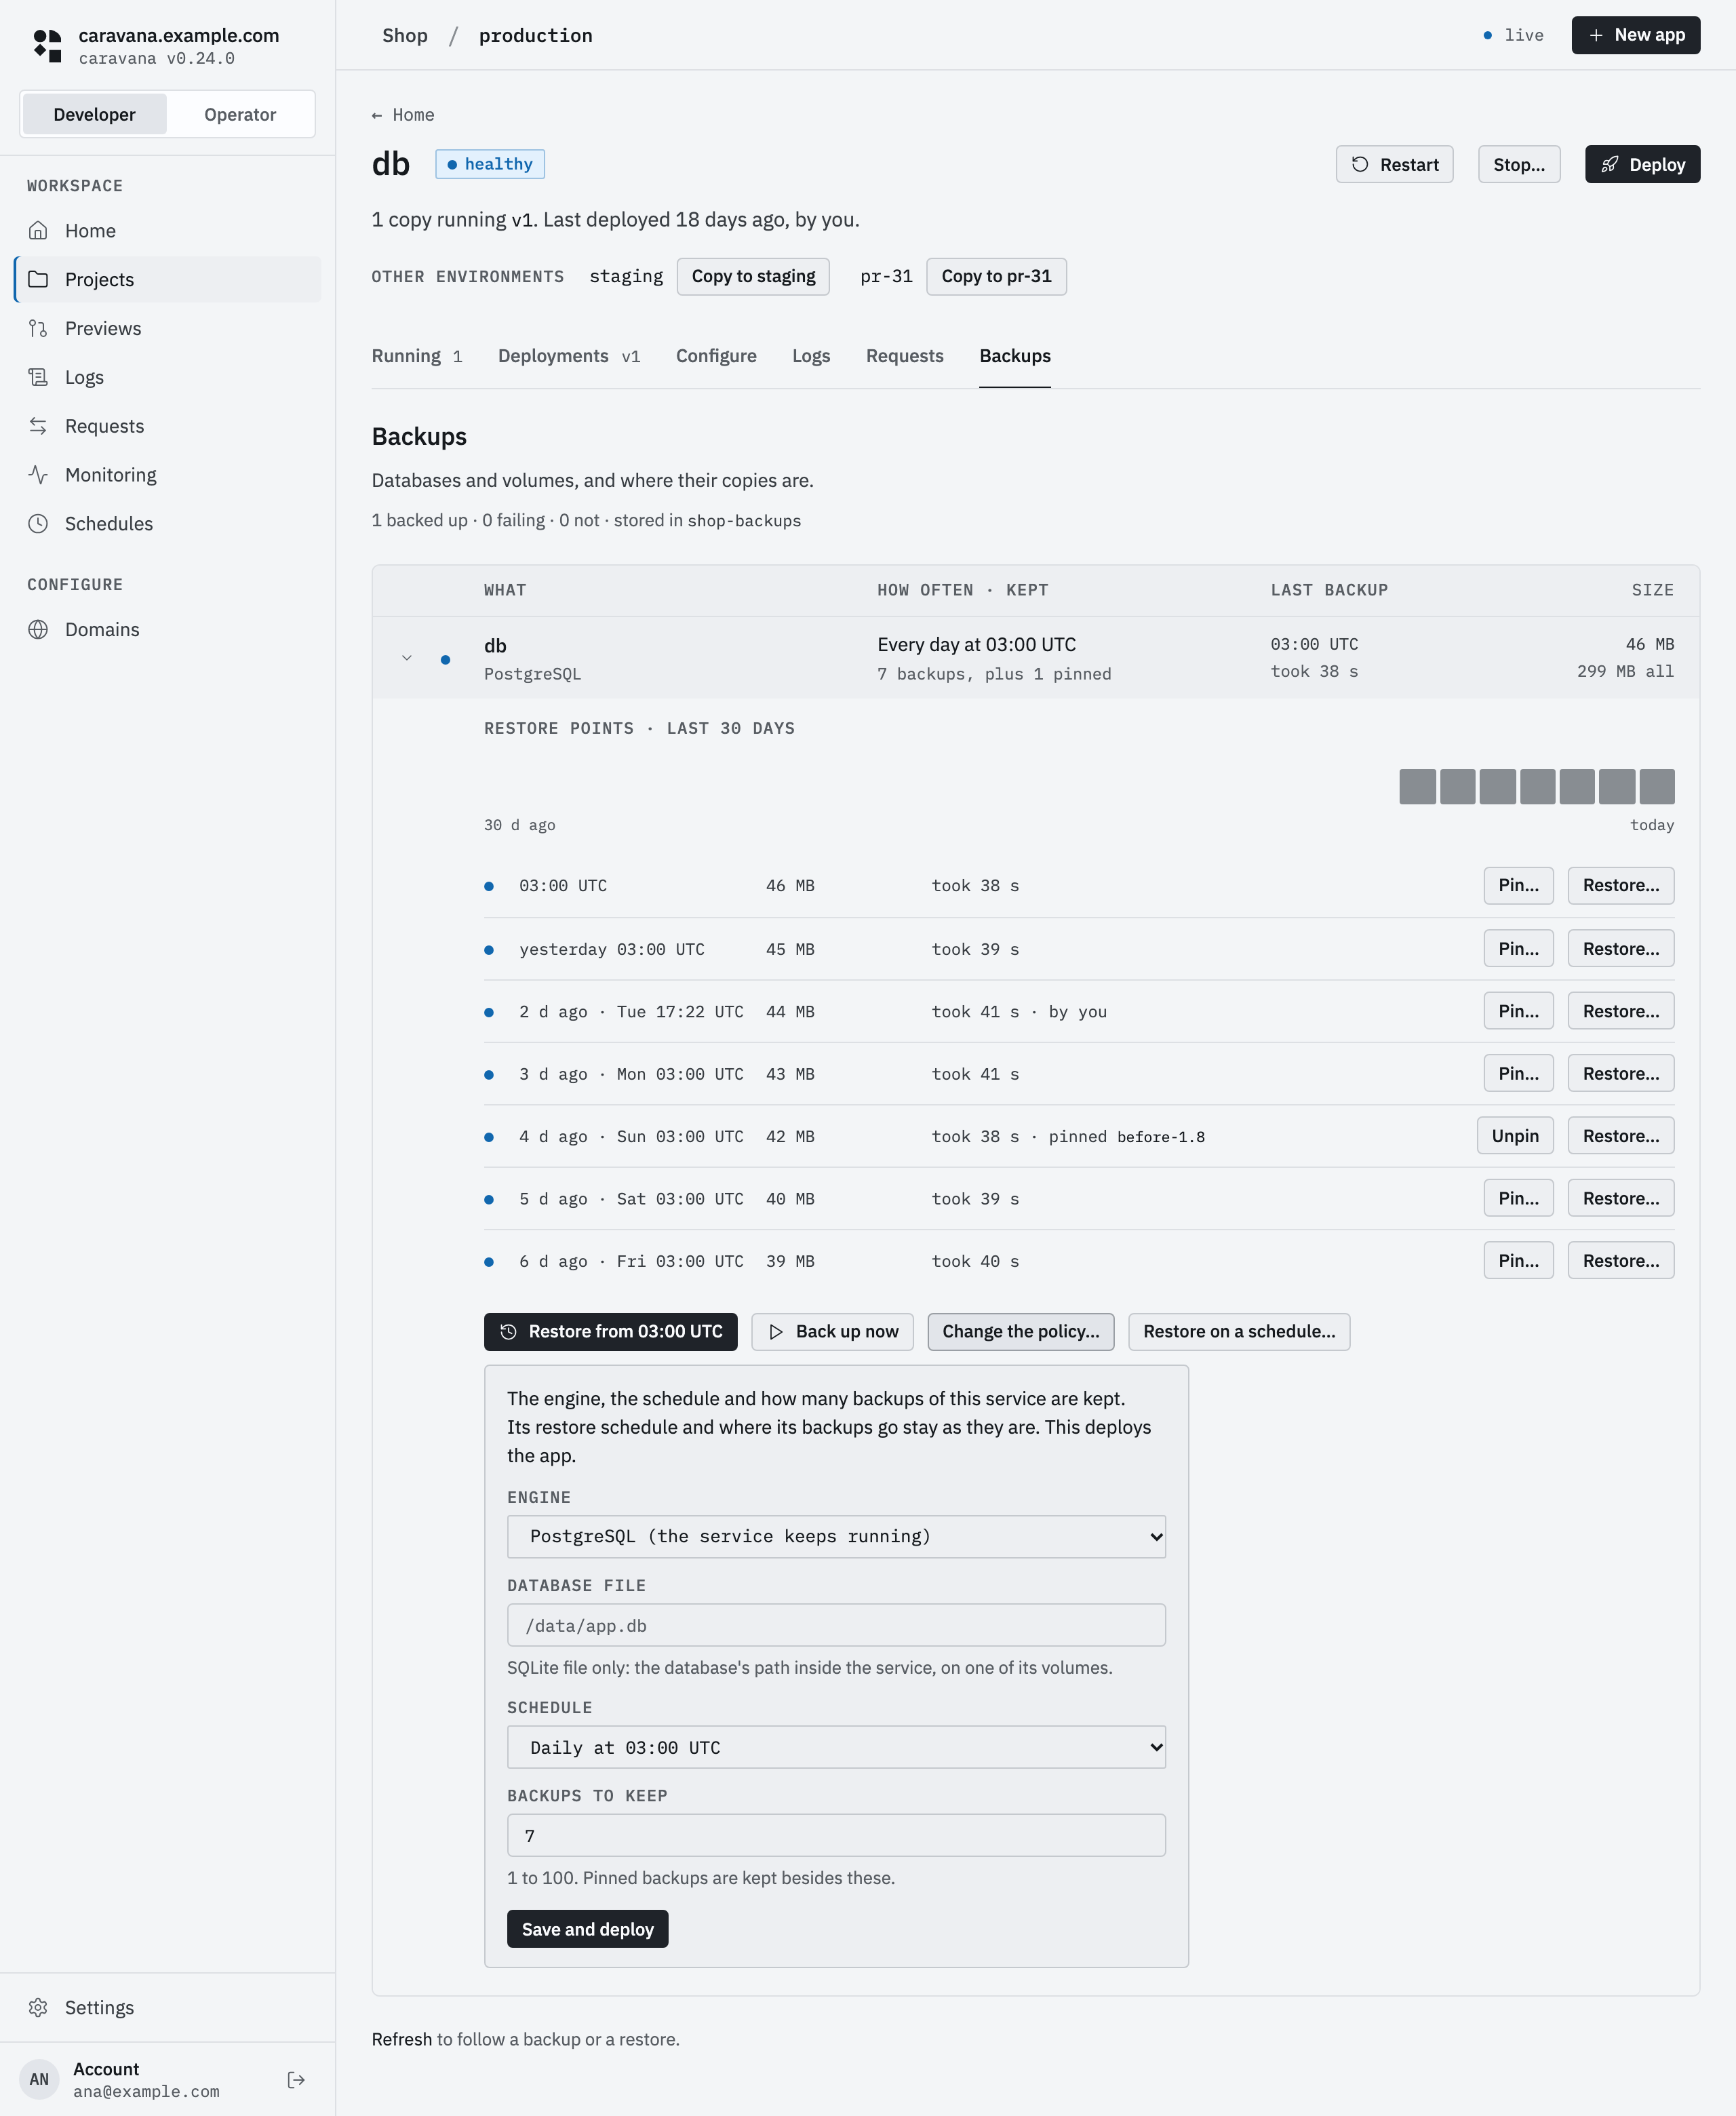 caravana.example.com
caravana v0.24.0
Developer
Operator
WORKSPACE
Home
Projects
Previews
Logs
Requests
Monitoring
Schedules
CONFIGURE
Domains
Settings
AN
Account
ana@example.com
Shop / production
live
+ New app
← Home
db
healthy
Restart
Stop...
Deploy
1 copy running v1. Last deployed 18 days ago, by you.
OTHER ENVIRONMENTS staging Copy to staging pr-31 Copy to pr-31
Running 1 Deployments v1 Configure Logs Requests Backups
Backups
Databases and volumes, and where their copies are.
1 backed up · 0 failing · 0 not · stored in shop-backups
WHAT HOW OFTEN · KEPT LAST BACKUP SIZE
db Every day at 03:00 UTC 03:00 UTC 46 MB
PostgreSQL 7 backups, plus 1 pinned took 38 s 299 MB all
RESTORE POINTS · LAST 30 DAYS
30 d ago today
03:00 UTC 46 MB took 38 s Pin... Restore...
yesterday 03:00 UTC 45 MB took 39 s Pin... Restore...
2 d ago · Tue 17:22 UTC 44 MB took 41 s · by you Pin... Restore...
3 d ago · Mon 03:00 UTC 43 MB took 41 s Pin... Restore...
4 d ago · Sun 03:00 UTC 42 MB took 38 s · pinned before-1.8 Unpin Restore...
5 d ago · Sat 03:00 UTC 40 MB took 39 s Pin... Restore...
6 d ago · Fri 03:00 UTC 39 MB took 40 s Pin... Restore...
Restore from 03:00 UTC Back up now Change the policy... Restore on a schedule...
The engine, the schedule and how many backups of this service are kept.
Its restore schedule and where its backups go stay as they are. This deploys
the app.
ENGINE
PostgreSQL (the service keeps running)
DATABASE FILE
/data/app.db
SQLite file only: the database's path inside the service, on one of its volumes.
SCHEDULE
Daily at 03:00 UTC
BACKUPS TO KEEP
7
1 to 100. Pinned backups are kept besides these.
Save and deploy
Refresh to follow a backup or a restore.